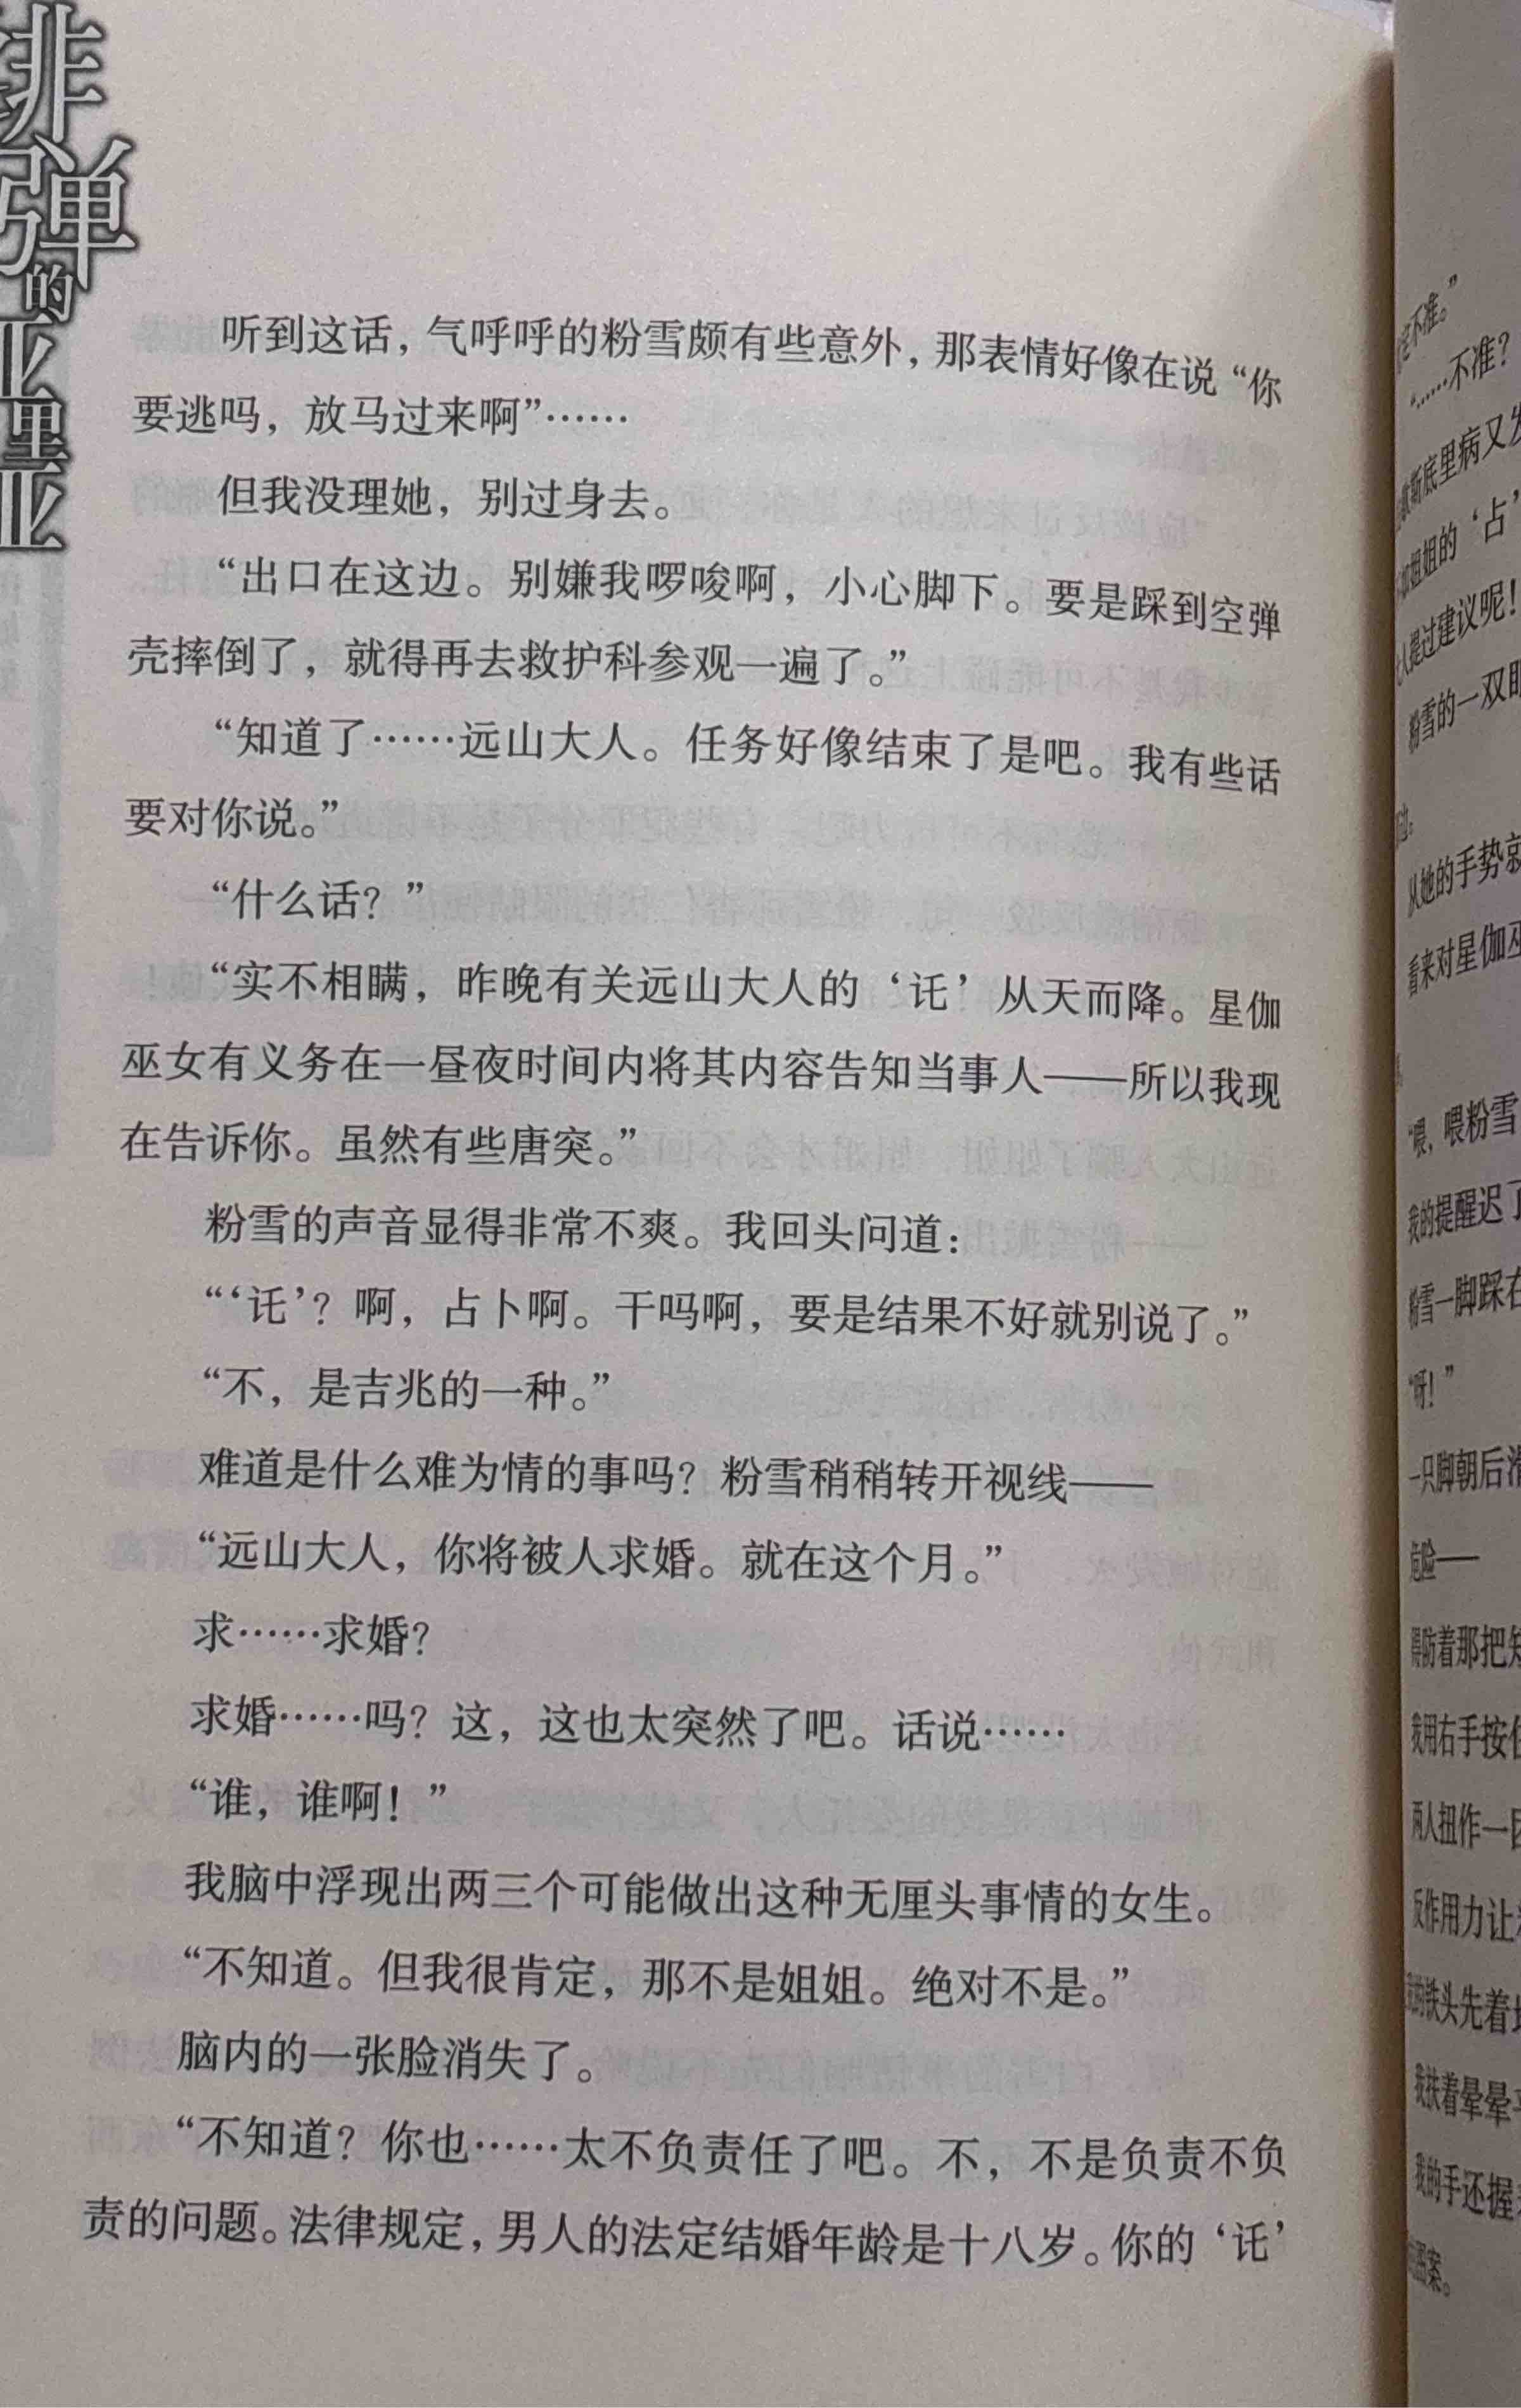 绯弹的亚里亚
听到这话，气呼呼的粉雪颇有些意外，那表情好像在说“你
要逃吗，放马过来啊”……
但我没理她，别过身去。
“出口在这边。别嫌我啰唆啊，小心脚下。要是踩到空弹
壳摔倒了，就得再去救护科参观一遍了。”
“知道了……远山大人。任务好像结束了是吧。我有些话
要对你说。”
“什么话？”
“实不相瞒，昨晚有关远山大人的‘讬’从天而降。星伽
巫女有义务在一昼夜时间内将其内容告知当事人——所以我现
在告诉你。虽然有些唐突。”
粉雪的声音显得非常不爽。我回头问道：
“‘讬’？啊，占卜啊。干吗啊，要是结果不好就别说了。”
“不，是吉兆的一种。”
难道是什么难为情的事吗？粉雪稍稍转开视线——
“远山大人，你将被人求婚。就在这个月。”
求……求婚？
求婚……吗？这，这也太突然了吧。话说……
“谁，谁啊！”
我脑中浮现出两三个可能做出这种无厘头事情的女生。
“不知道。但我很肯定，那不是姐姐。绝对不是。”
脑内的一张脸消失了。
“不知道？你也……太不负责任了吧。不，不是负责不负
责的问题。法律规定，男人的法定结婚年龄是十八岁。你的‘讬’
不准。”
“……不准？
斯底里病又发
姐姐的‘占’
人提过建议呢！
粉雪的一双眼
边。
从她的手势就
看来对星伽巫
“喂，喂粉雪
我的提醒迟了
粉雪一脚踩在
“呀！”
一只脚朝后滑
危险——
得防着那把短
我用右手按住
两人扭作一团
反作用力让
的铁头先着地
我扶着晕晕
我的手还握
图案。